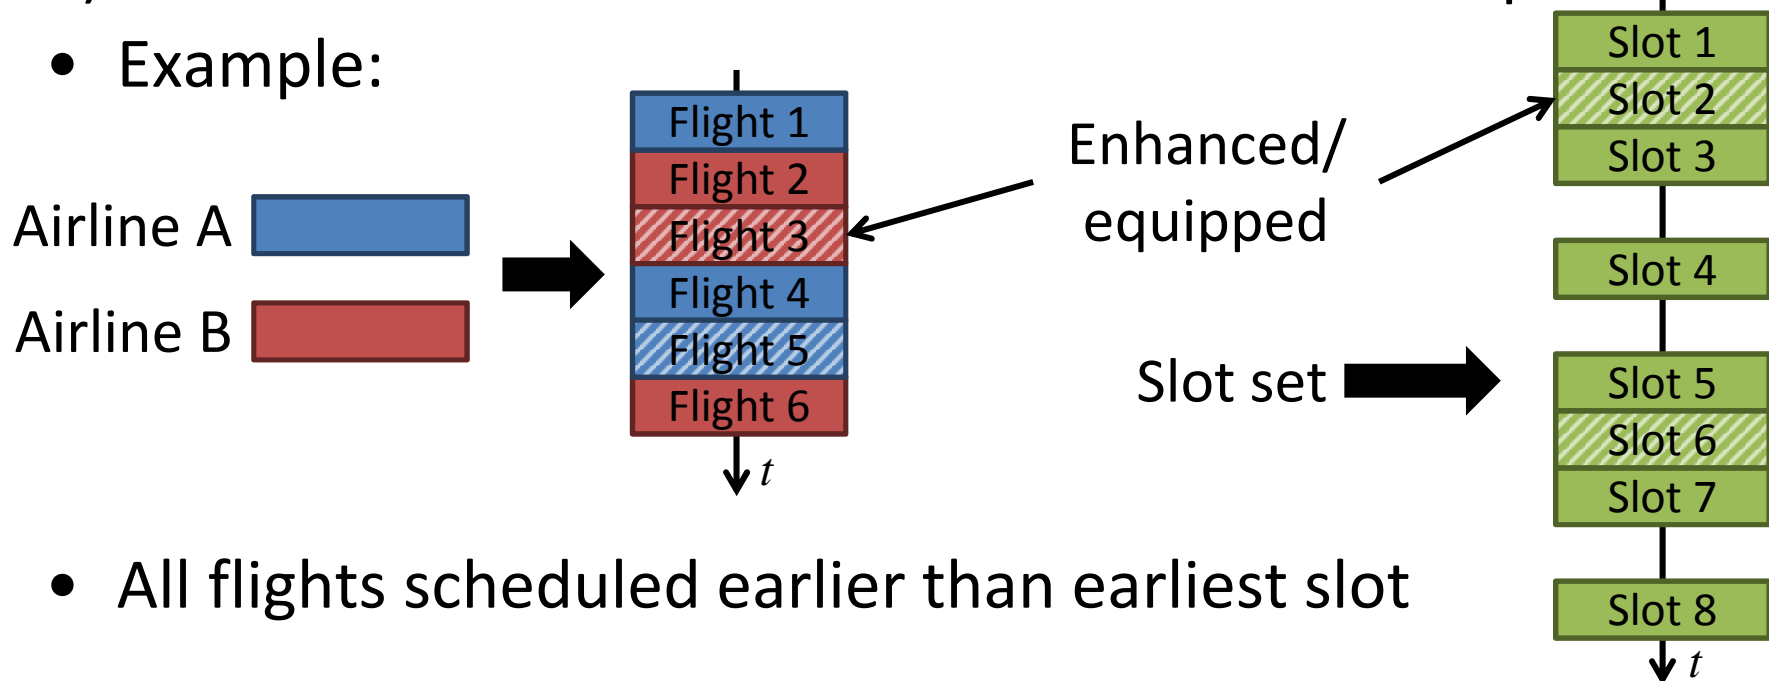 • Example:
Airline A
Airline B
Flight 1
Flight 2
Flight 3
Flight 4
Flight 5
Flight 6
t
Enhanced/
equipped
Slot set
Slot 1
Slot 2
Slot 3
Slot 4
Slot 5
Slot 6
Slot 7
Slot 8
t
• All flights scheduled earlier than earliest slot